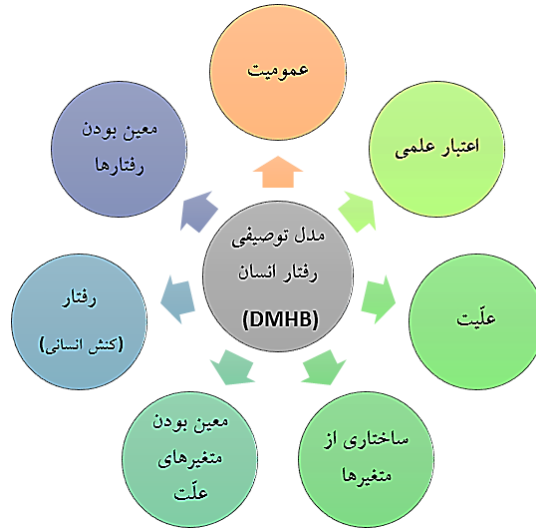 عمومیت
اعتبار علمی
علّیت
ساختاری از
متغیرها
معین بودن
متغیرهای
علّت
رفتار
(کنش انسانی)
معین بودن
رفتارها
مدل توصیفی
رفتار انسان
(DMHB)